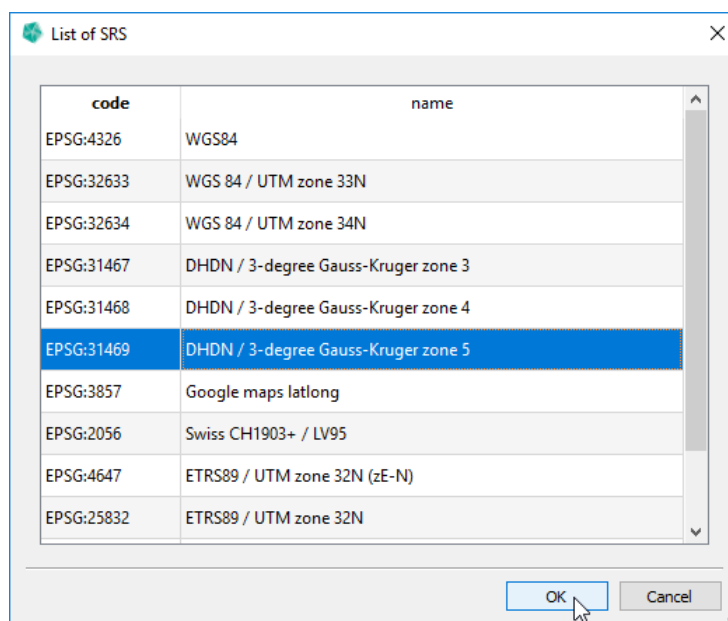 List of SRS
code name
EPSG:4326 WGS84
EPSG:32633 WGS 84 / UTM zone 33N
EPSG:32634 WGS 84 / UTM zone 34N
EPSG:31467 DHDN / 3-degree Gauss-Kruger zone 3
EPSG:31468 DHDN / 3-degree Gauss-Kruger zone 4
EPSG:31469 DHDN / 3-degree Gauss-Kruger zone 5
EPSG:3857 Google maps latlong
EPSG:2056 Swiss CH1903+ / LV95
EPSG:4647 ETRS89 / UTM zone 32N (zE-N)
EPSG:25832 ETRS89 / UTM zone 32N
OK Cancel